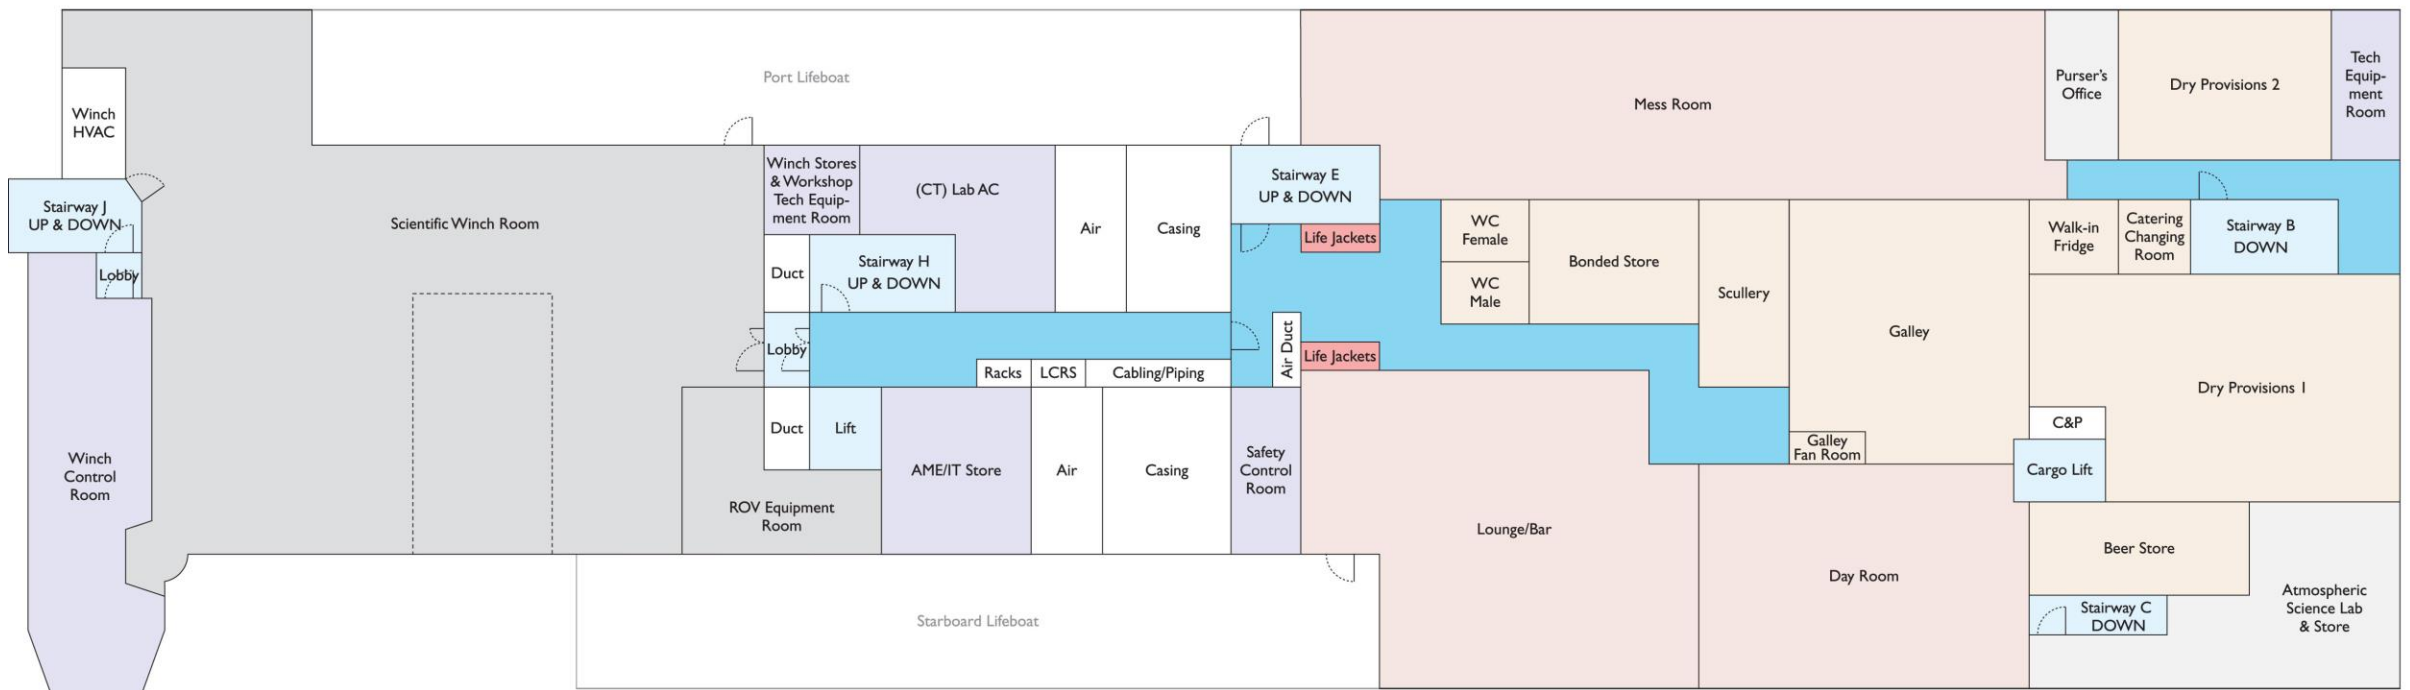 Port Lifeboat
Mess Room
Purser's
Office
Dry Provisions 2
Tech
Equip-
ment
Room
Winch
HVAC
Stairway J
UP & DOWN
Lobby
Scientific Winch Room
Winch Stores
& Workshop
Tech Equip-
ment Room
(CT) Lab AC
Air
Casing
Stairway E
UP & DOWN
Life Jackets
Duct
Stairway H
UP & DOWN
WC
Female
WC
Male
Bonded Store
Scullery
Galley
Walk-in
Fridge
Catering
Changing
Room
Stairway B
DOWN
Lobby
Racks
LCRS
Cabling/Piping
Air Duct
Life Jackets
Dry Provisions 1
Duct
Lift
C&P
Galley
Fan Room
Cargo Lift
Winch
Control
Room
AME/IT Store
Air
Casing
Safety
Control
Room
ROV Equipment
Room
Lounge/Bar
Day Room
Beer Store
Stairway C
DOWN
Atmospheric
Science Lab
& Store
Starboard Lifeboat